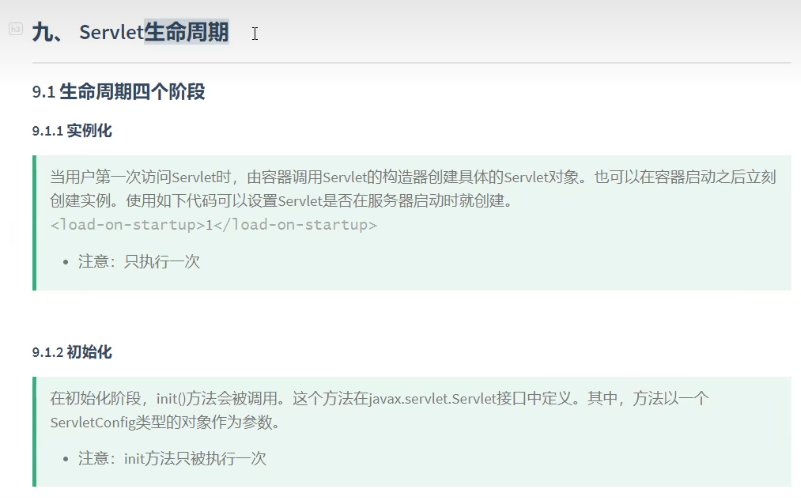 九、 Servlet生命周期
9.1 生命周期四个阶段
9.1.1 实例化
当用户第一次访问Servlet时，由容器调用Servlet的构造器创建具体的Servlet对象。也可以在容器启动之后立刻
创建实例。使用如下代码可以设置Servlet是否在服务器启动时就创建。
<load-on-startup>1</load-on-startup>
• 注意：只执行一次
9.1.2 初始化
在初始化阶段，init()方法会被调用。这个方法在javax.servlet.Servlet接口中定义。其中，方法以一个
ServletConfig类型的对象作为参数。
• 注意：init方法只被执行一次